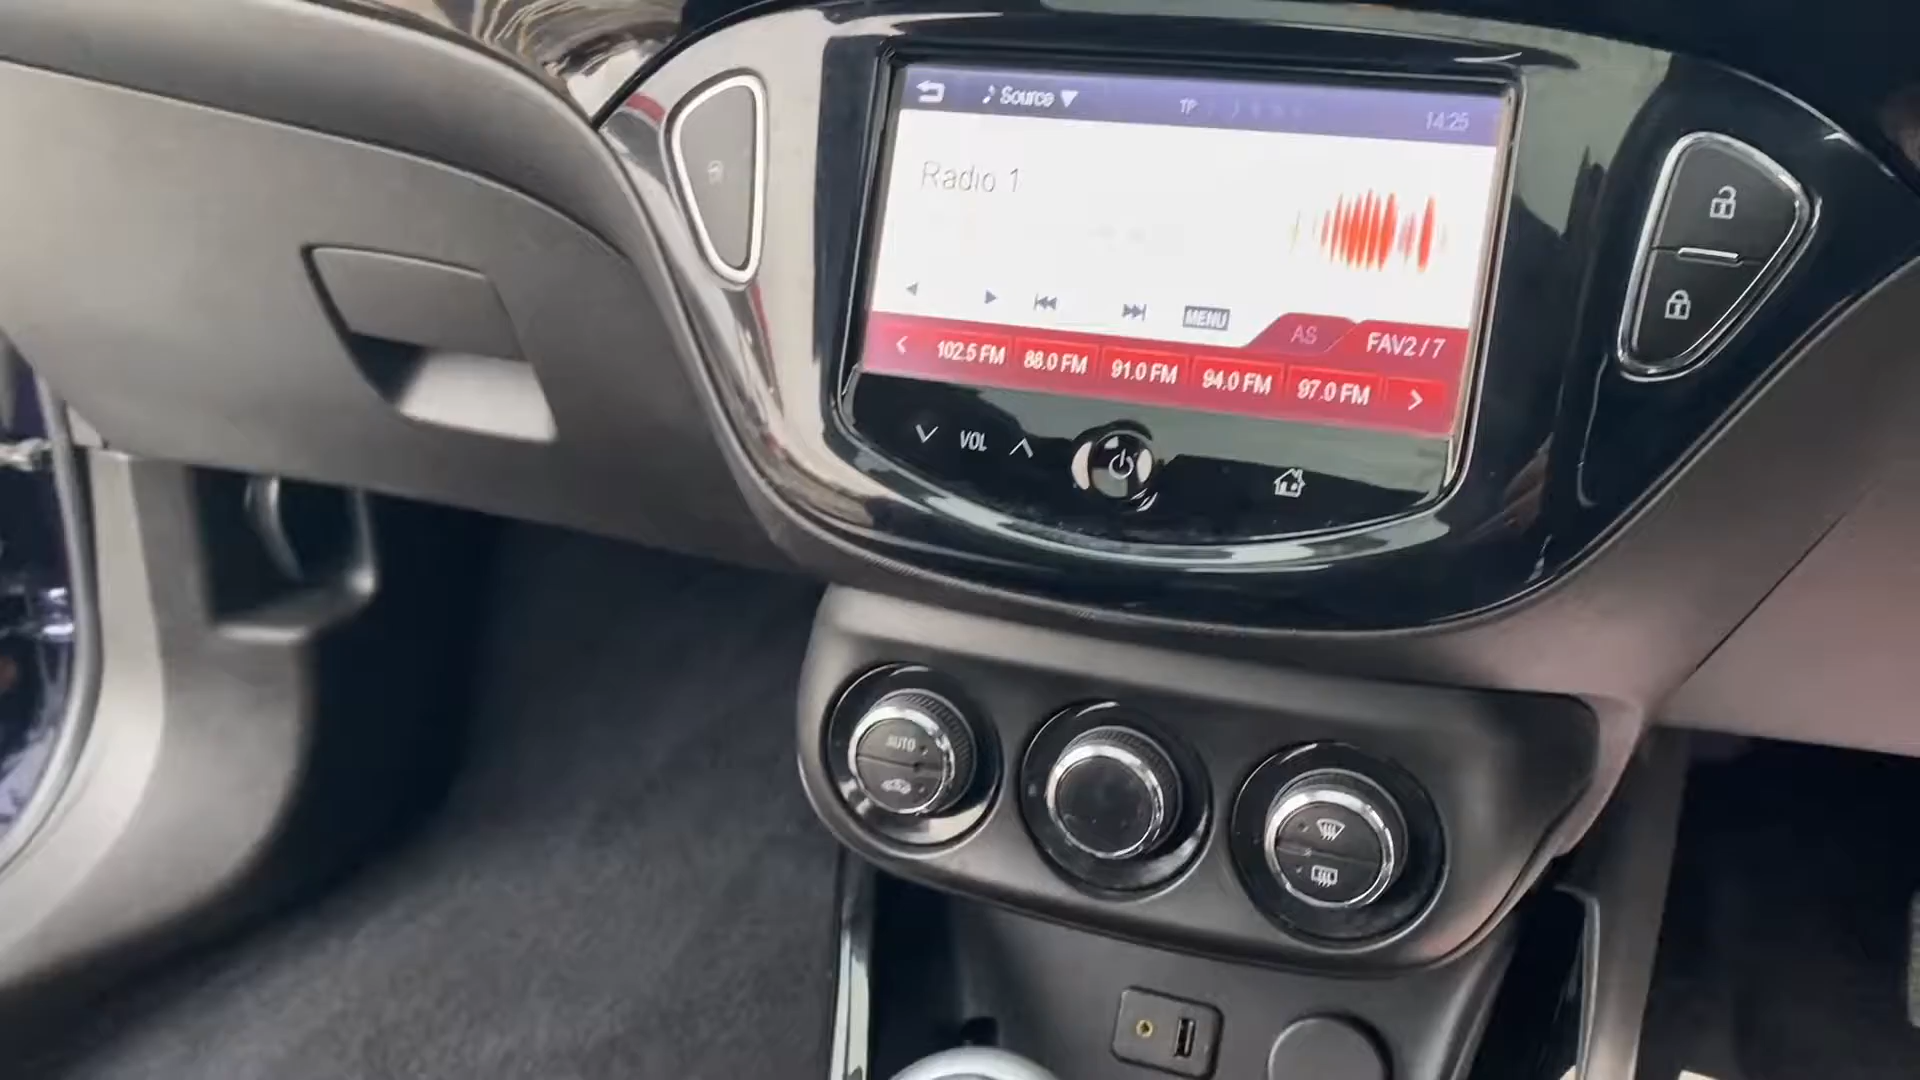 Source ▼ TP 14:25
Radio 1
MENU
AS FAV2/7
102.5 FM 88.0 FM 91.0 FM 94.0 FM 97.0 FM
VOL
AUTO